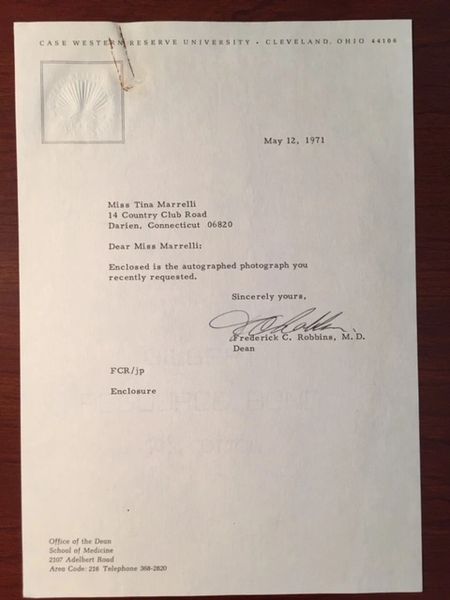 CASE WESTERN RESERVE UNIVERSITY • CLEVELAND, OHIO 44106
May 12, 1971
Miss Tina Marrelli
14 Country Club Road
Darien, Connecticut 06820
Dear Miss Marrelli:
Enclosed is the autographed photograph you
recently requested.
Sincerely yours,
Frederick C. Robbins, M. D.
Dean
FCR/jp
Enclosure
Office of the Dean
School of Medicine
2107 Adelbert Road
Area Code: 216 Telephone 368-2820